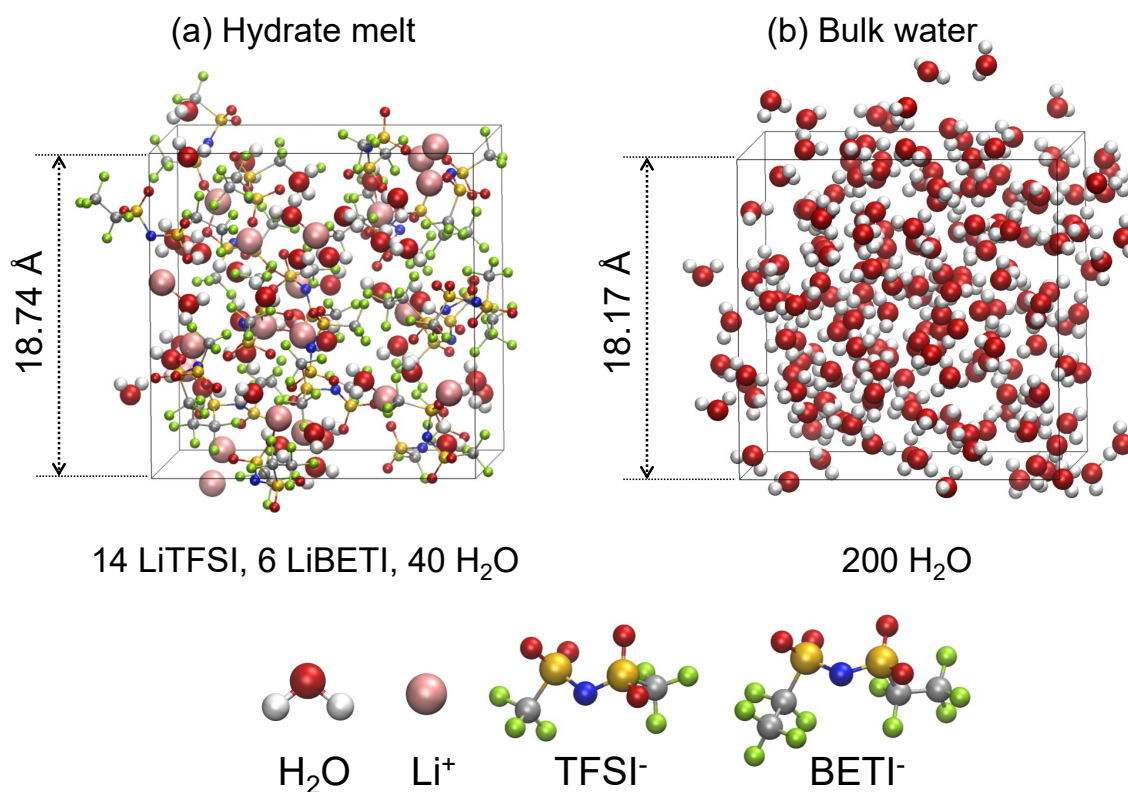 (a) Hydrate melt
(b) Bulk water
18.74 Å
18.17 Å
14 LiTFSI, 6 LiBETI, 40 H₂O
200 H₂O
H₂O
Li⁺
TFSI⁻
BETI⁻